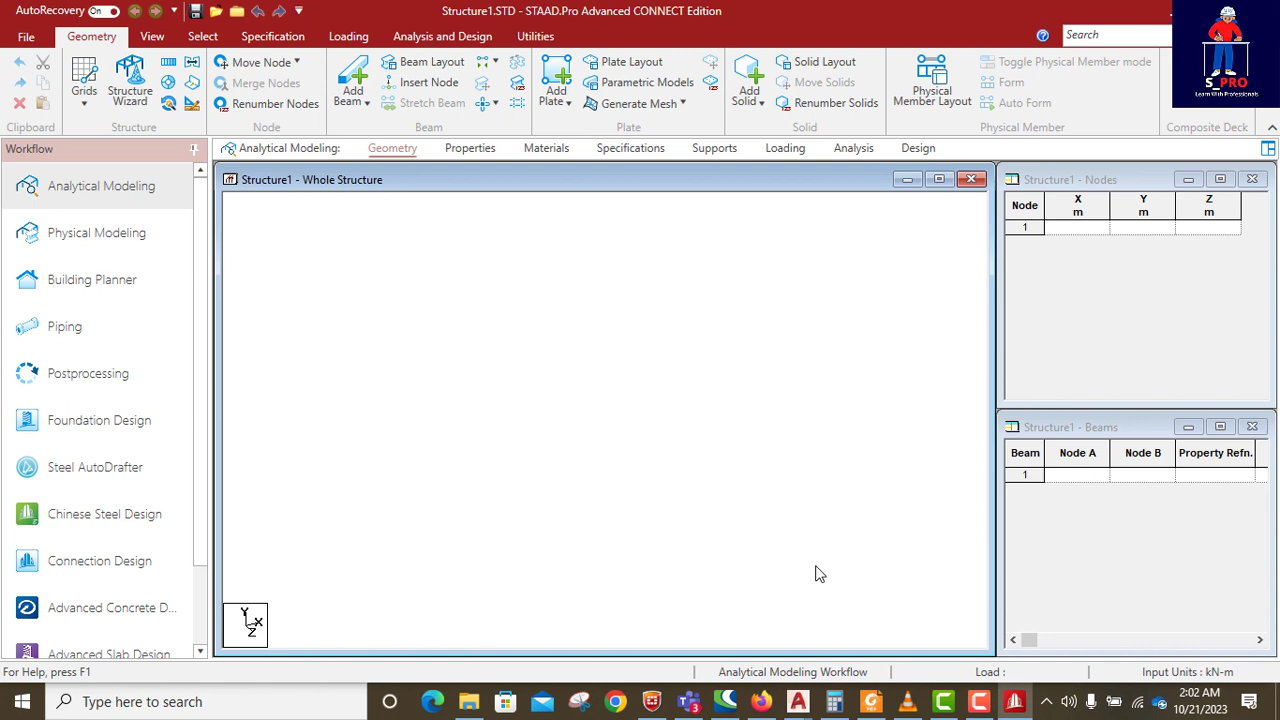 AutoRecovery On
Structure1.STD - STAAD.Pro Advanced CONNECT Edition
File
Geometry
View
Select
Specification
Loading
Analysis and Design
Utilities
Search
S_PRO
Learn With Professionals
Grids
Structure Wizard
Move Node
Merge Nodes
Renumber Nodes
Add Beam
Beam Layout
Insert Node
Stretch Beam
Add Plate
Plate Layout
Parametric Models
Generate Mesh
Add Solid
Solid Layout
Move Solids
Renumber Solids
Physical Member Layout
Toggle Physical Member mode
Form
Auto Form
Clipboard
Structure
Node
Beam
Plate
Solid
Physical Member
Composite Deck
Workflow
Analytical Modeling:
Geometry
Properties
Materials
Specifications
Supports
Loading
Analysis
Design
Analytical Modeling
Physical Modeling
Building Planner
Piping
Postprocessing
Foundation Design
Steel AutoDrafter
Chinese Steel Design
Connection Design
Advanced Concrete D...
Advanced Slab Design
Structure1 - Whole Structure
Y
X
Z
Structure1 - Nodes
Node X m Y m Z m
1
Structure1 - Beams
Beam Node A Node B Property Refn.
1
For Help, press F1
Analytical Modeling Workflow
Load :
Input Units : kN-m
Type here to search
2:02 AM
10/21/2023